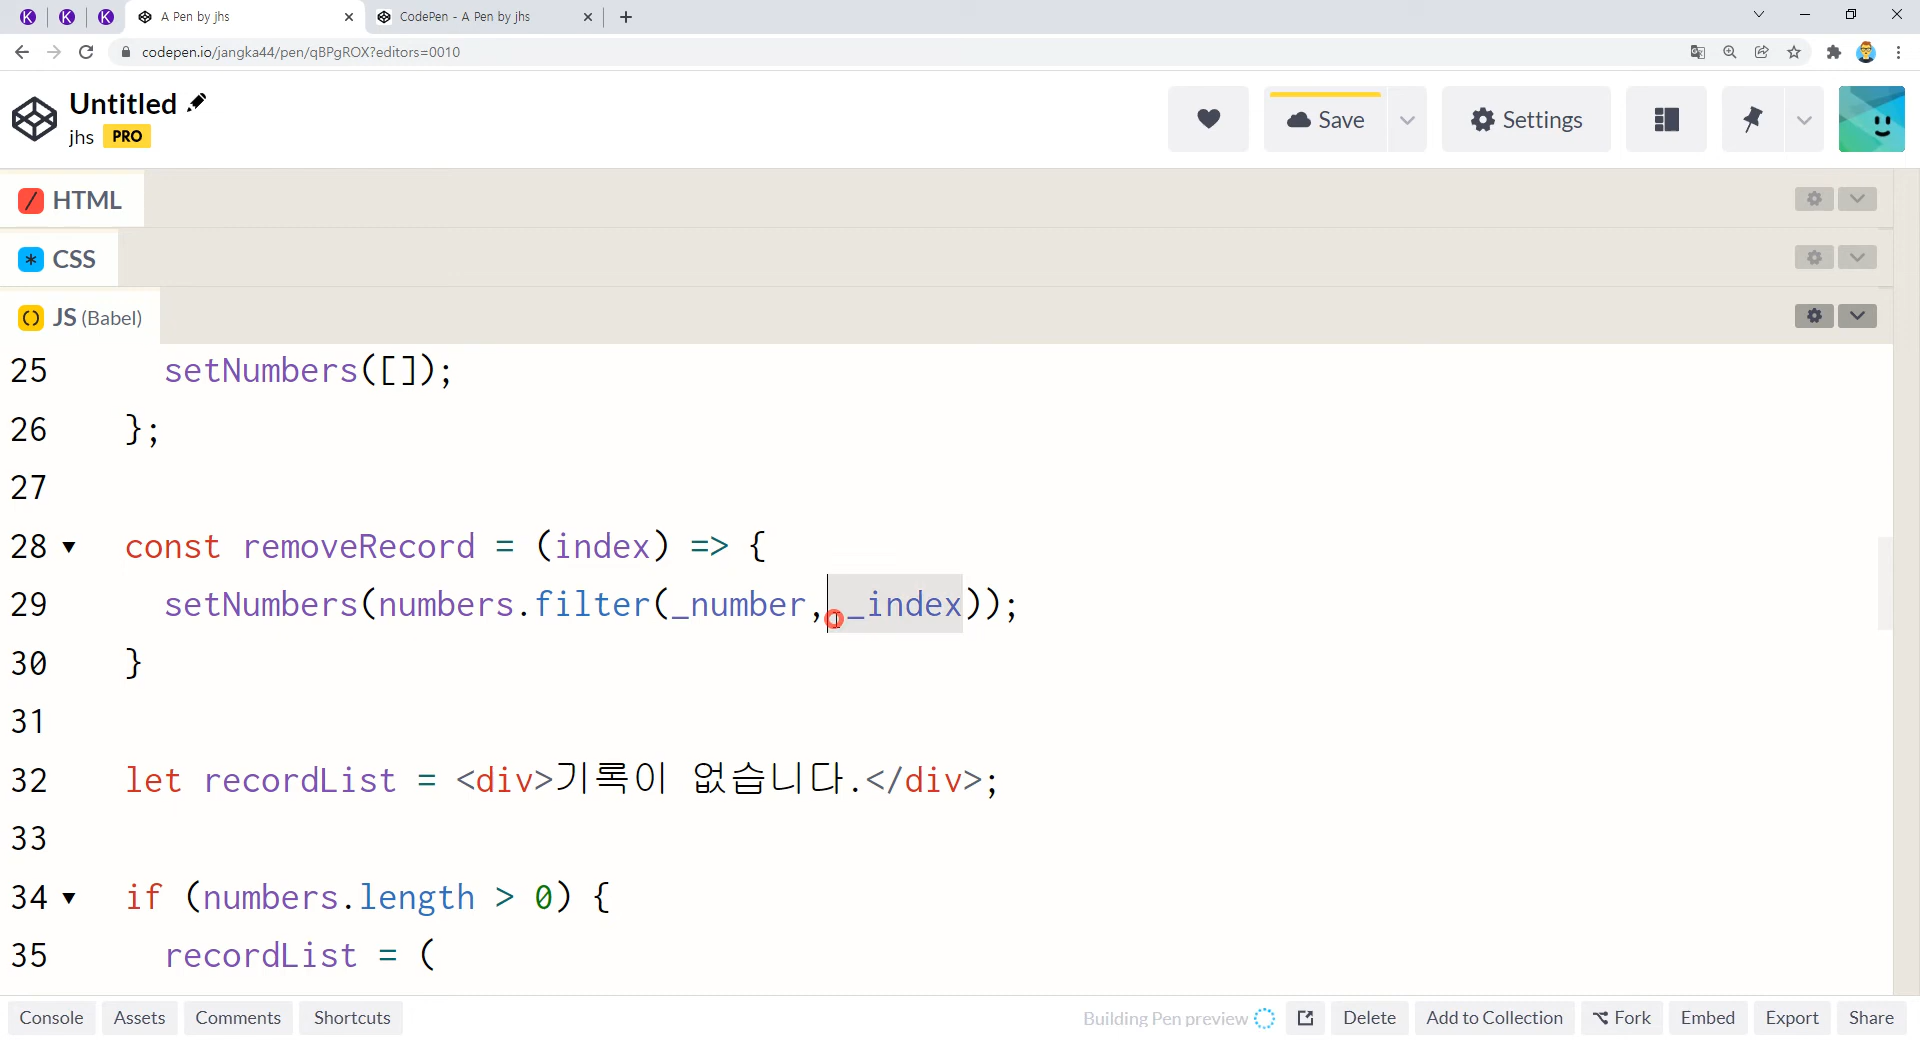 A Pen by jhs
CodePen - A Pen by jhs
codepen.io/jangka44/pen/qBPgROX?editors=0010
Untitled
jhs PRO
Save
Settings
HTML
CSS
JS (Babel)
25 setNumbers([]);
26 };
27
28 const removeRecord = (index) => {
29 setNumbers(numbers.filter(_number, _index));
30 }
31
32 let recordList = <div>기록이 없습니다.</div>;
33
34 if (numbers.length > 0) {
35 recordList = (
Console Assets Comments Shortcuts Building Pen preview Delete Add to Collection Fork Embed Export Share